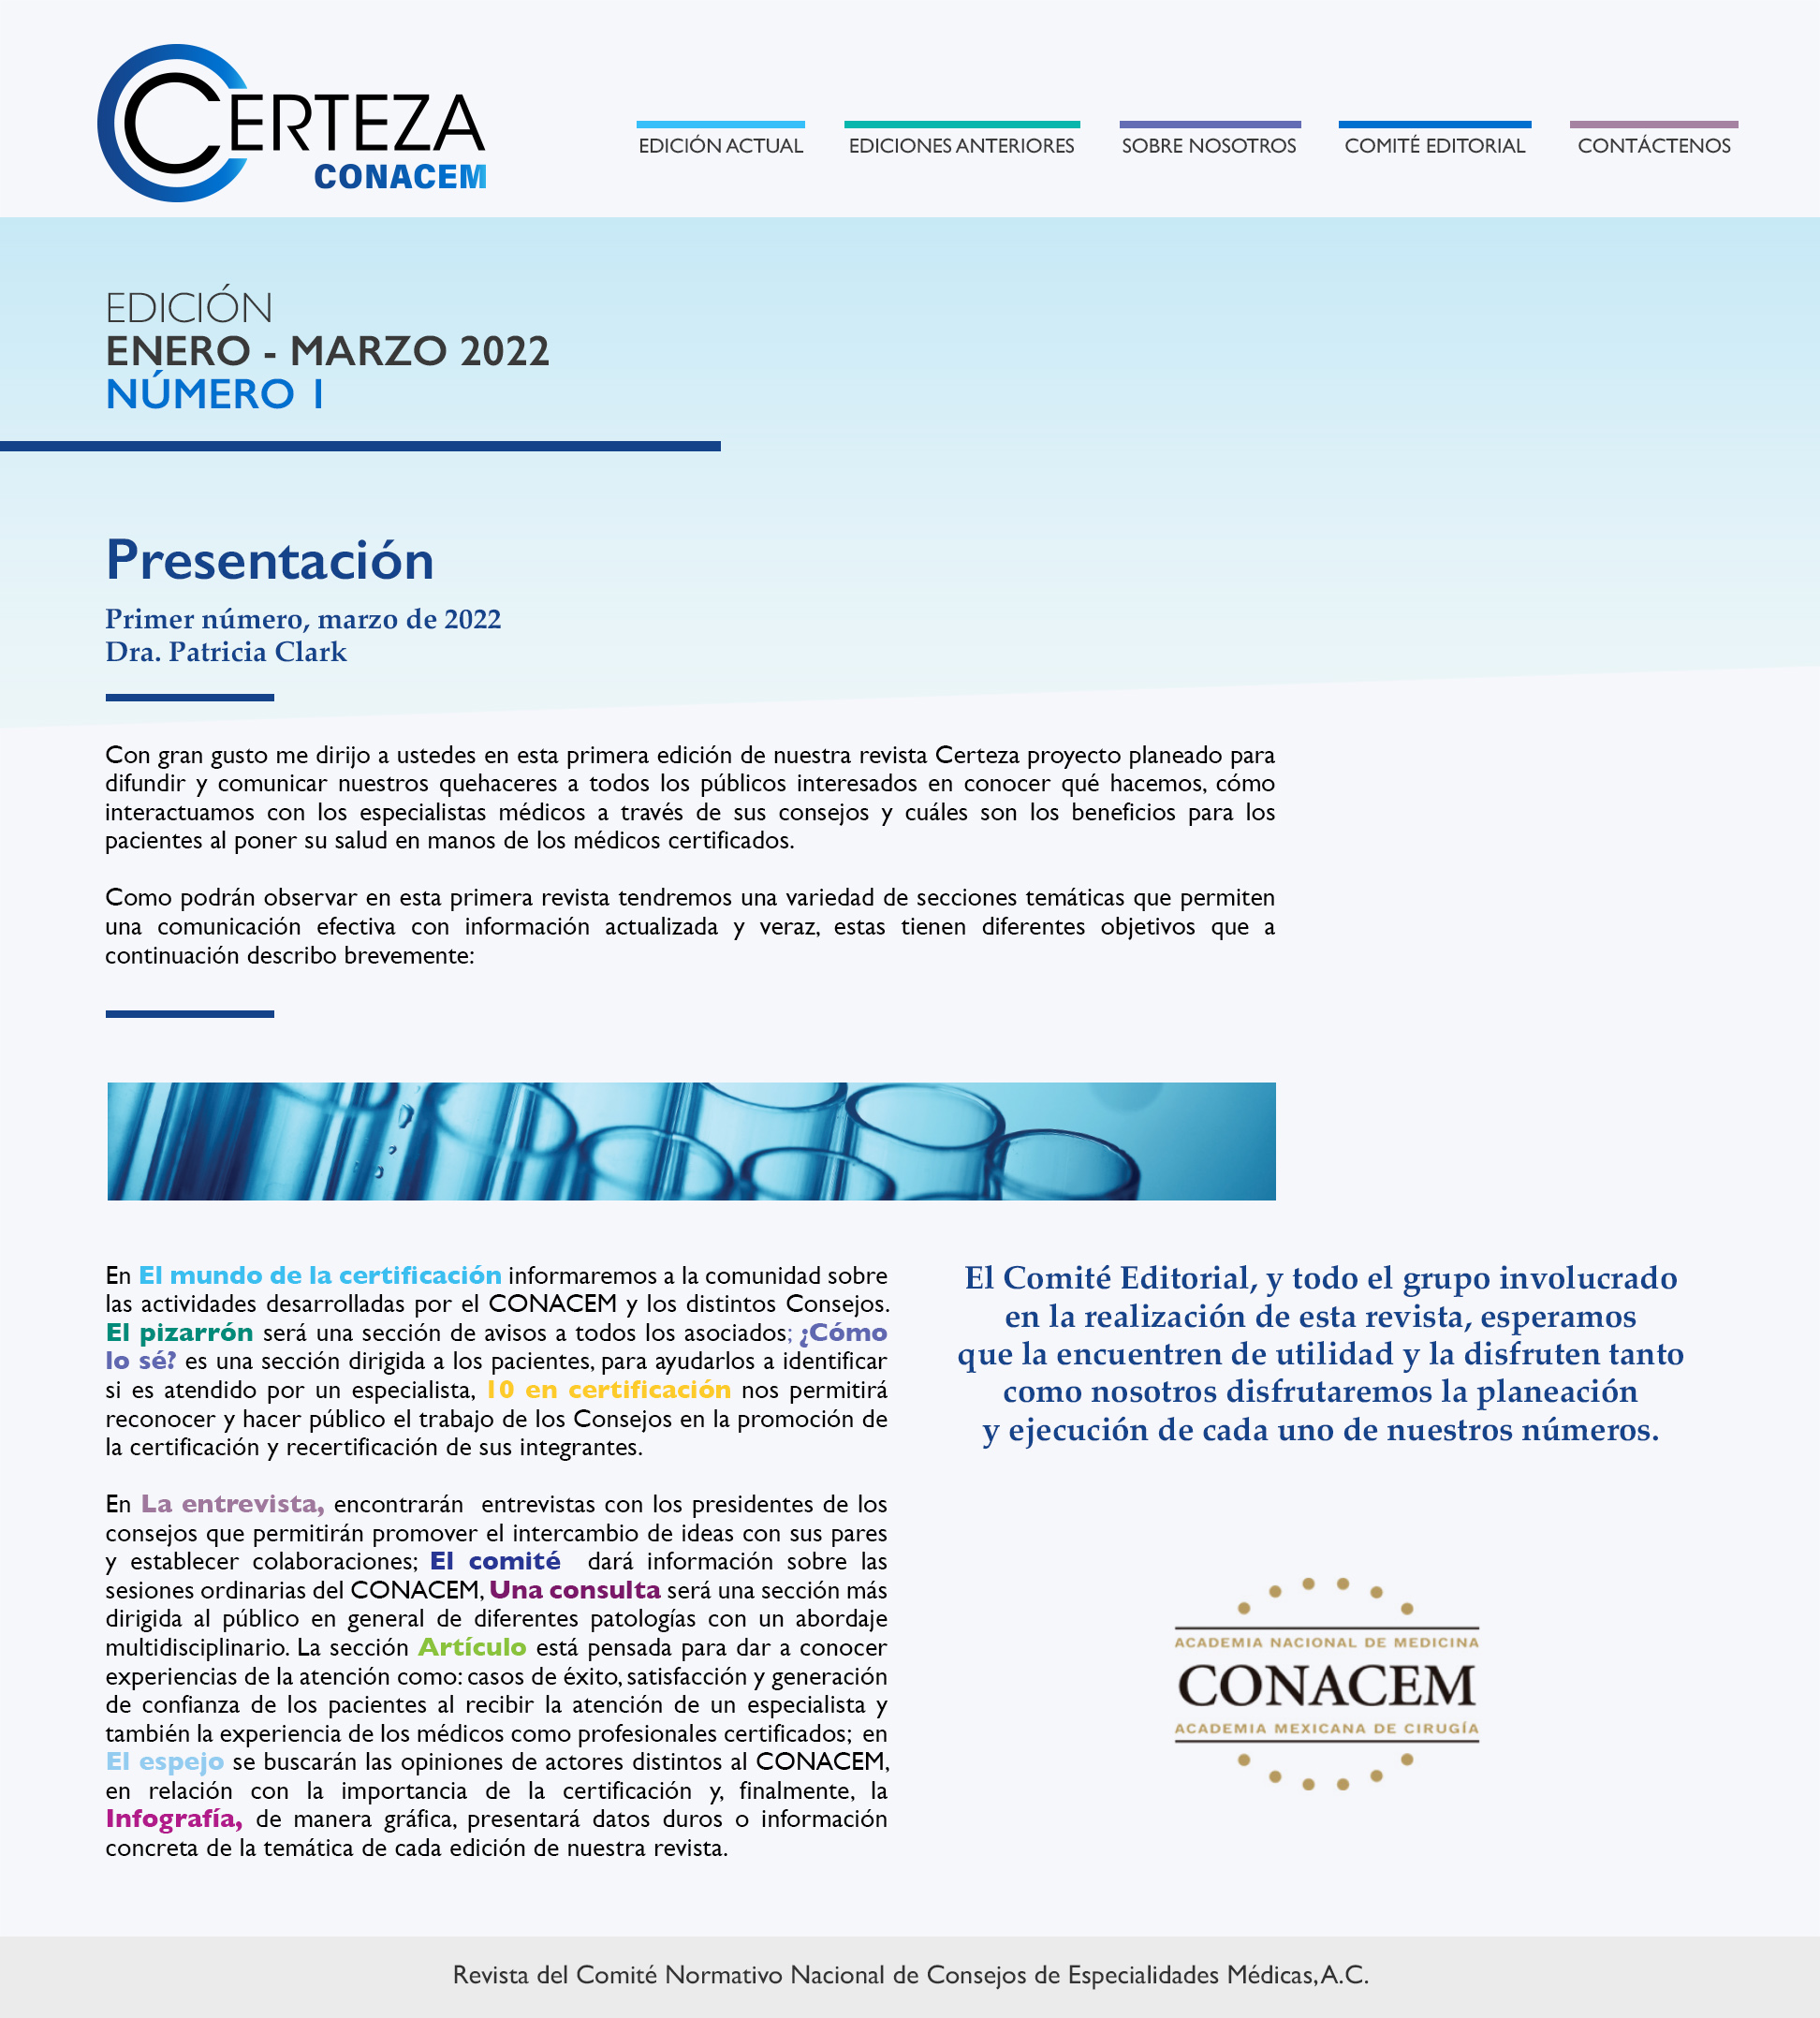 CERTEZA
CONACEM
EDICIÓN ACTUAL
EDICIONES ANTERIORES
SOBRE NOSOTROS
COMITÉ EDITORIAL
CONTÁCTENOS
EDICIÓN
ENERO - MARZO 2022
NÚMERO 1
Presentación
Primer número, marzo de 2022
Dra. Patricia Clark
Con gran gusto me dirijo a ustedes en esta primera edición de nuestra revista Certeza proyecto planeado para
difundir y comunicar nuestros quehaceres a todos los públicos interesados en conocer qué hacemos, cómo
interactuamos con los especialistas médicos a través de sus consejos y cuáles son los beneficios para los
pacientes al poner su salud en manos de los médicos certificados.
Como podrán observar en esta primera revista tendremos una variedad de secciones temáticas que permiten
una comunicación efectiva con información actualizada y veraz, estas tienen diferentes objetivos que a
continuación describo brevemente:
En El mundo de la certificación informaremos a la comunidad sobre
las actividades desarrolladas por el CONACEM y los distintos Consejos.
El pizarrón será una sección de avisos a todos los asociados; ¿Cómo
lo sé? es una sección dirigida a los pacientes, para ayudarlos a identificar
si es atendido por un especialista, 10 en certificación nos permitirá
reconocer y hacer público el trabajo de los Consejos en la promoción de
la certificación y recertificación de sus integrantes.
En La entrevista, encontrarán entrevistas con los presidentes de los
consejos que permitirán promover el intercambio de ideas con sus pares
y establecer colaboraciones; El comité dará información sobre las
sesiones ordinarias del CONACEM, Una consulta será una sección más
dirigida al público en general de diferentes patologías con un abordaje
multidisciplinario. La sección Artículo está pensada para dar a conocer
experiencias de la atención como: casos de éxito, satisfacción y generación
de confianza de los pacientes al recibir la atención de un especialista y
también la experiencia de los médicos como profesionales certificados; en
El espejo se buscarán las opiniones de actores distintos al CONACEM,
en relación con la importancia de la certificación y, finalmente, la
Infografía, de manera gráfica, presentará datos duros o información
concreta de la temática de cada edición de nuestra revista.
El Comité Editorial, y todo el grupo involucrado
en la realización de esta revista, esperamos
que la encuentren de utilidad y la disfruten tanto
como nosotros disfrutaremos la planeación
y ejecución de cada uno de nuestros números.
ACADEMIA NACIONAL DE MEDICINA
CONACEM
ACADEMIA MEXICANA DE CIRUGÍA
Revista del Comité Normativo Nacional de Consejos de Especialidades Médicas, A.C.